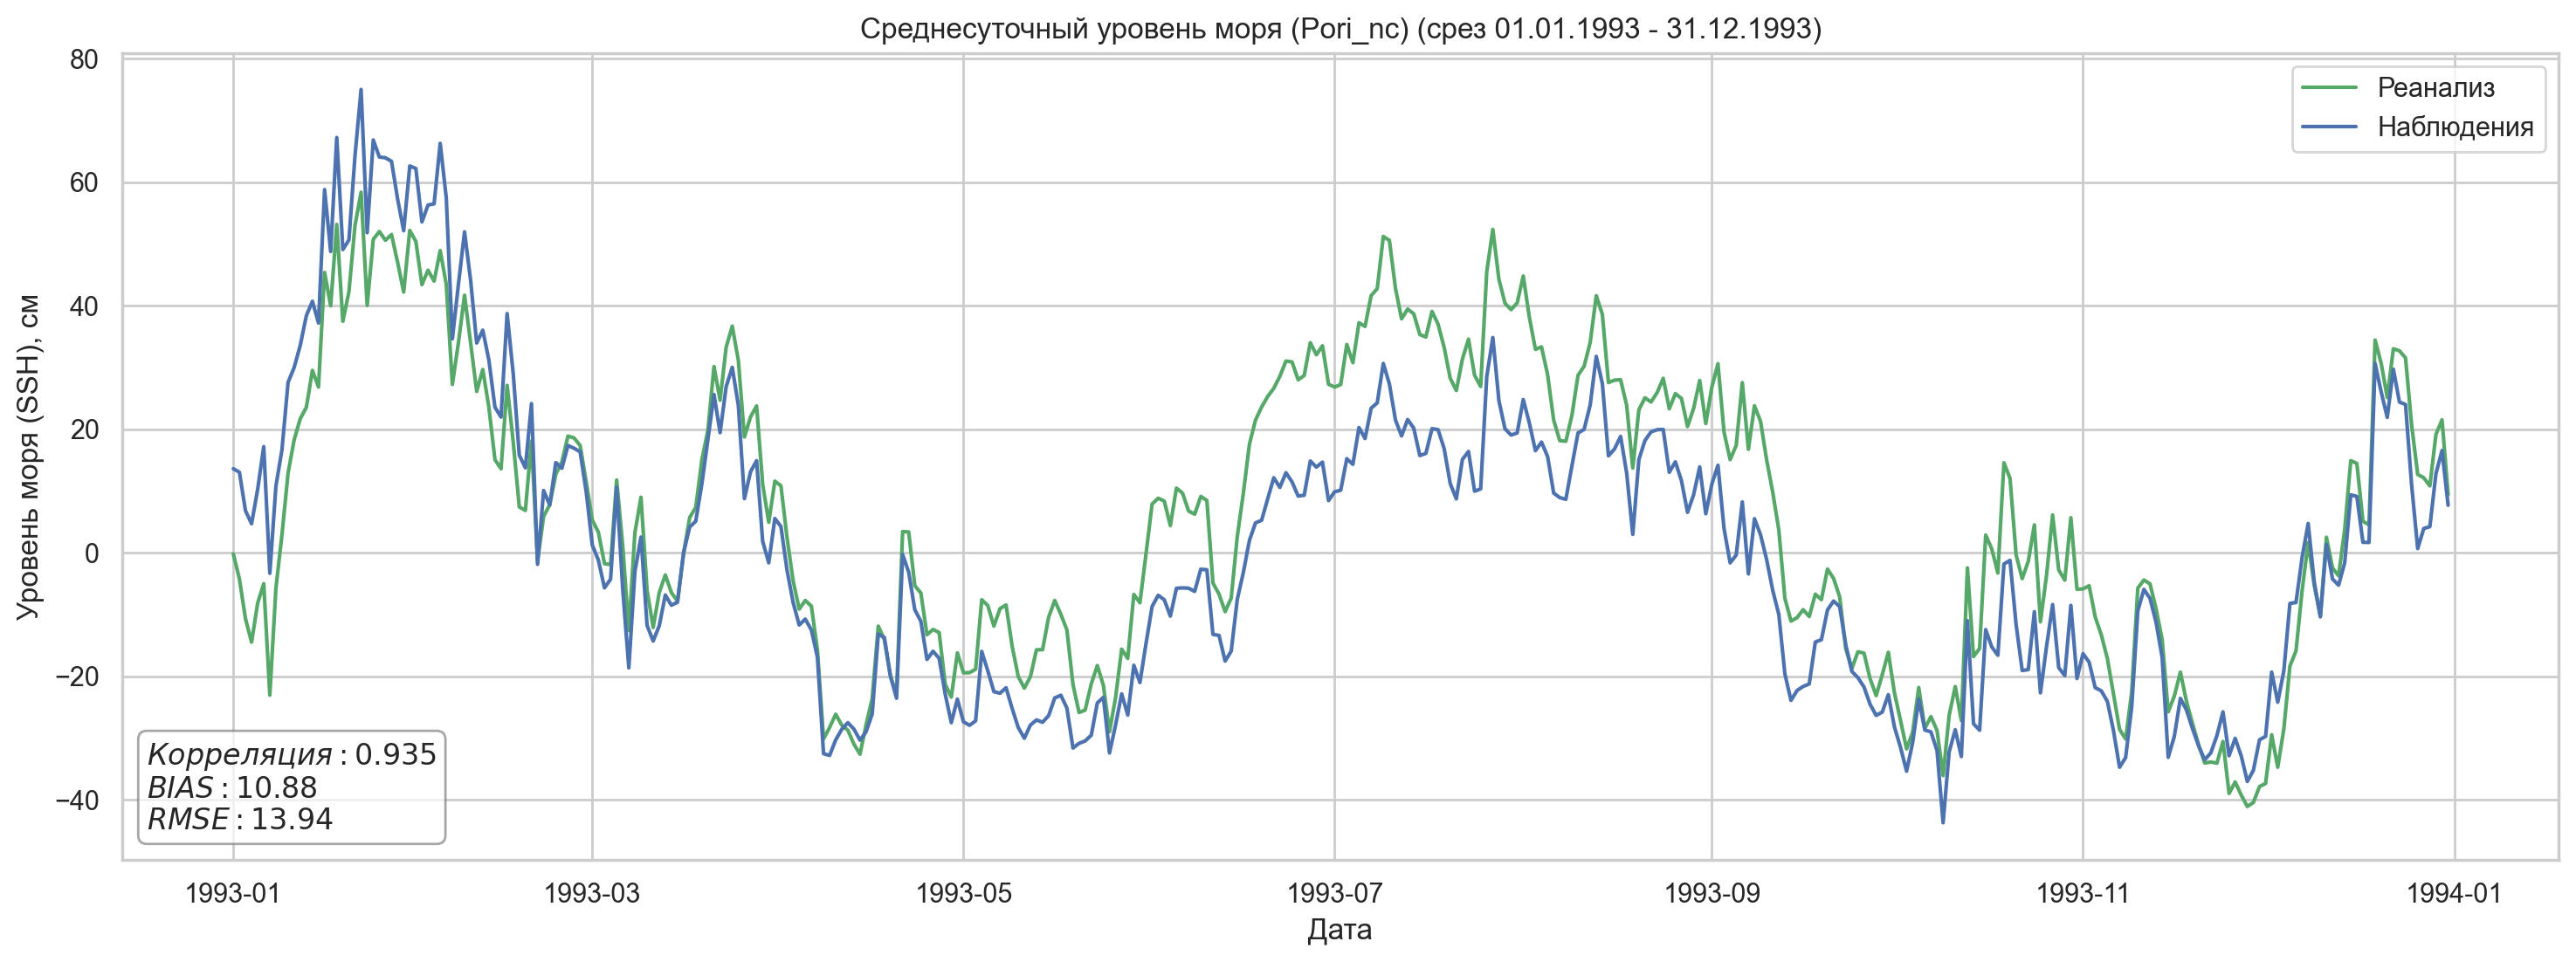 Среднесуточный уровень моря (Pori_nc) (срез 01.01.1993 - 31.12.1993)
Реанализ
Наблюдения
Уровень моря (SSH), см
80
60
40
20
0
−20
−40
Корреляция : 0.935
BIAS : 10.88
RMSE : 13.94
1993-01
1993-03
1993-05
1993-07
1993-09
1993-11
1994-01
Дата